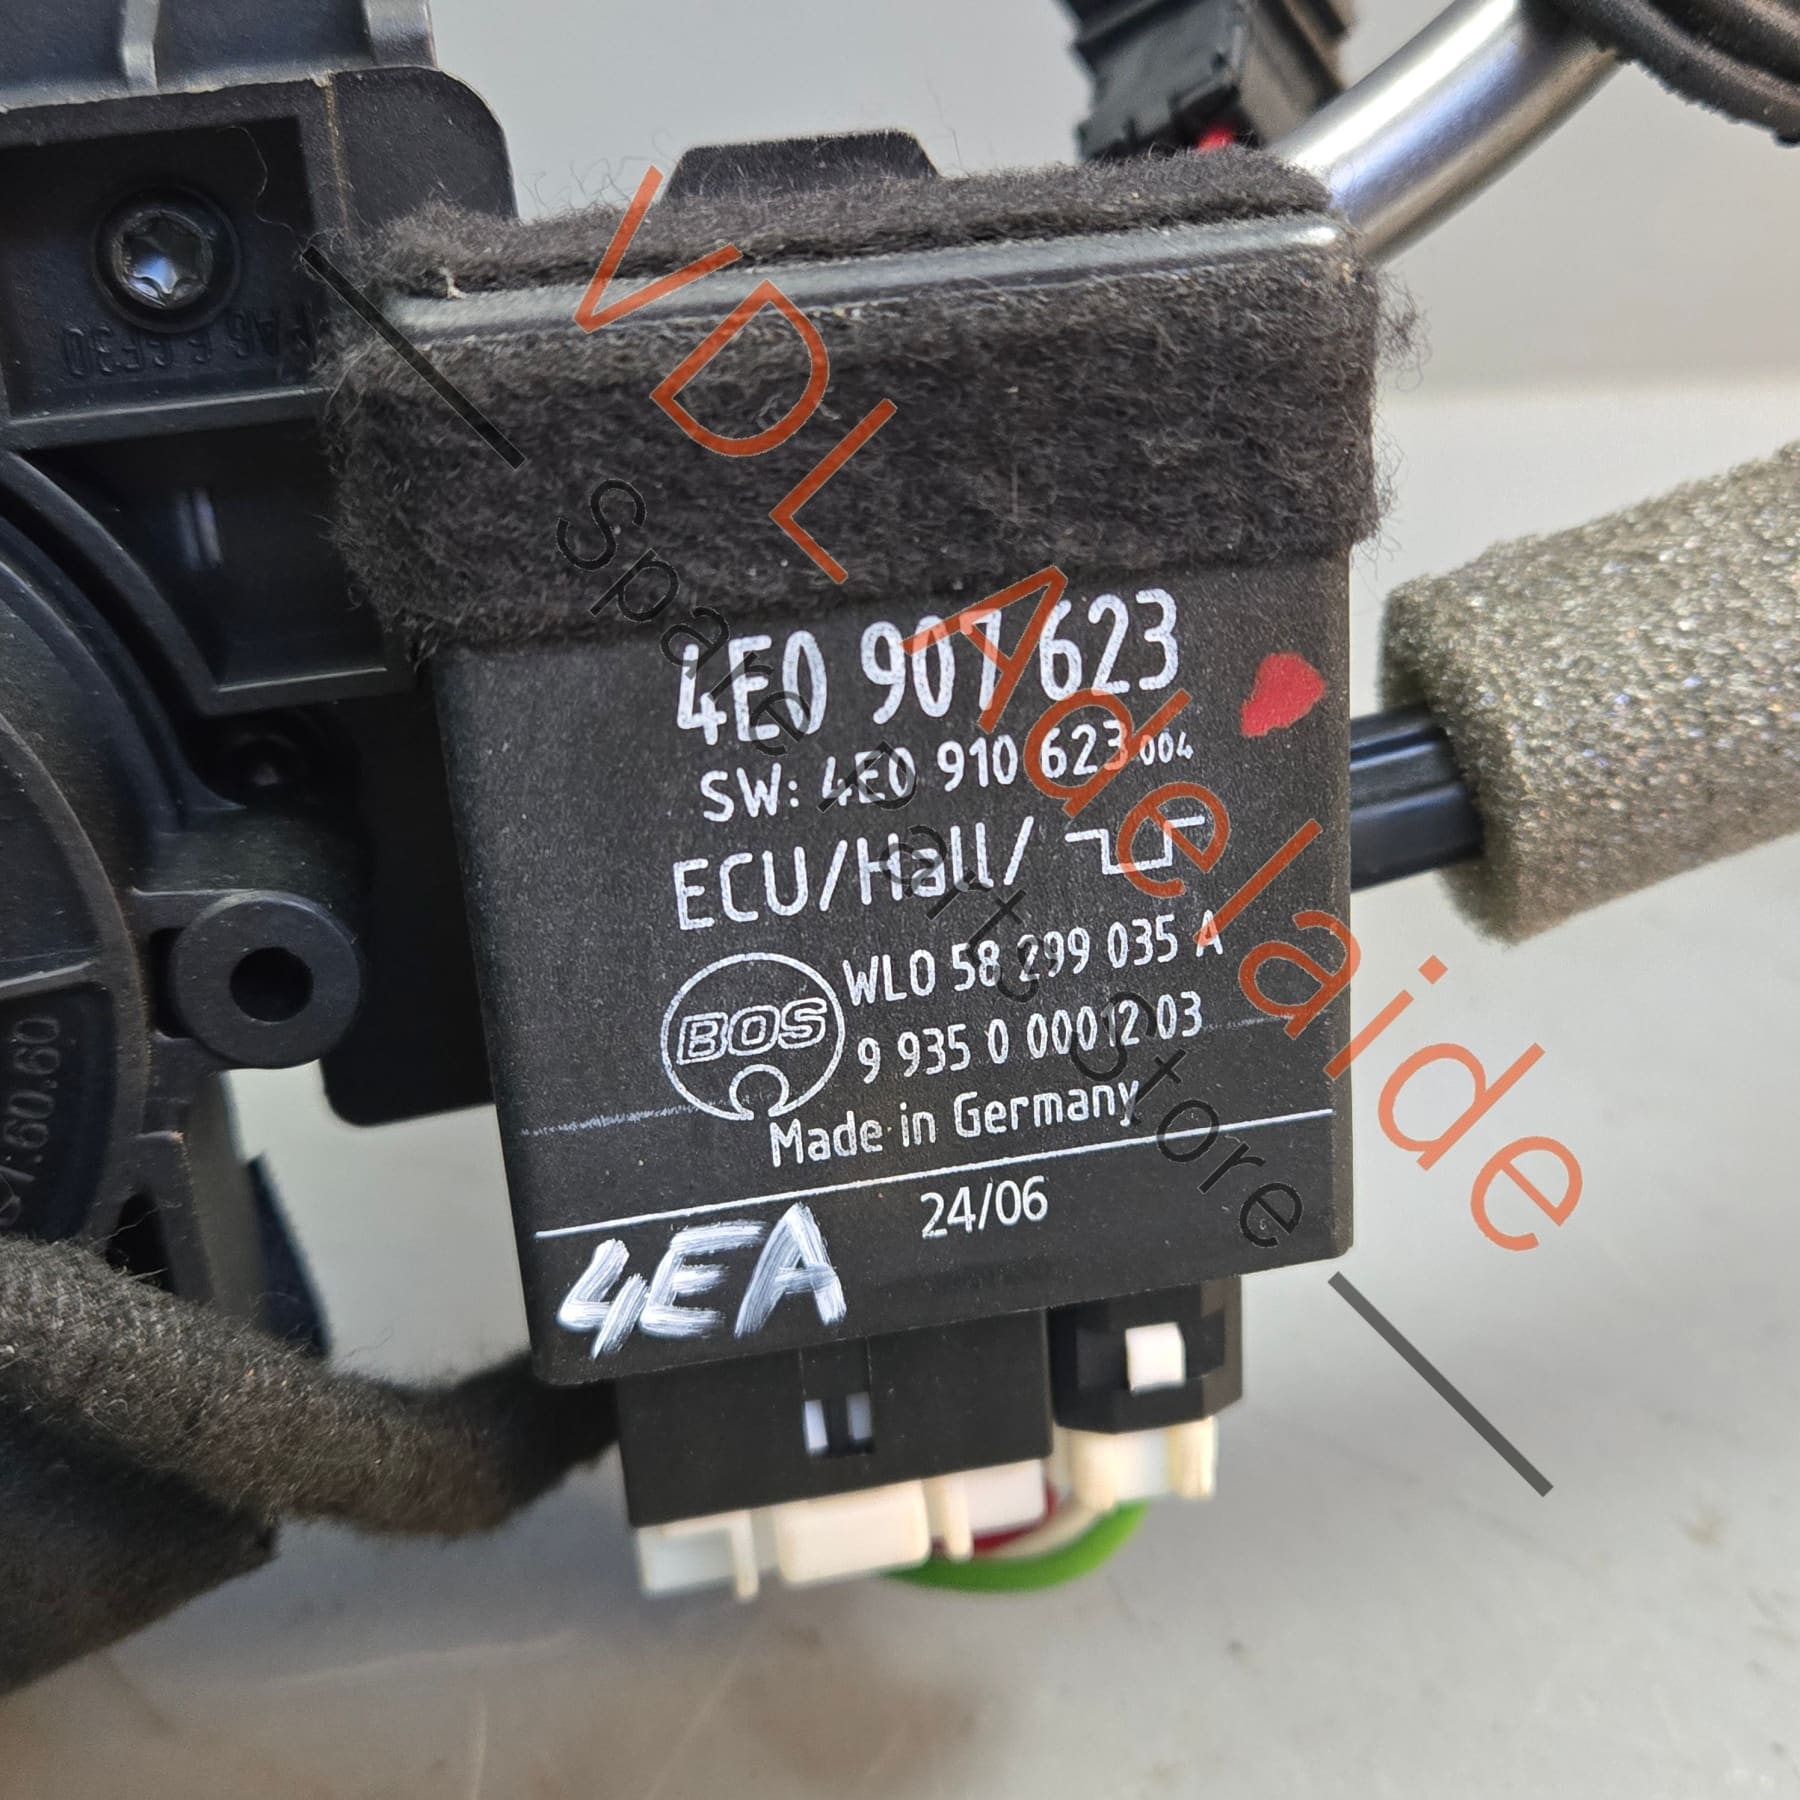 4E0 907 623
SW: 4E0 910 623 004
ECU/Hall/
BOS
WLO 58 299 035 A
9 935 0 00012 03
Made in Germany
24/06
4EA
VDL Adelaide
Spare parts Store